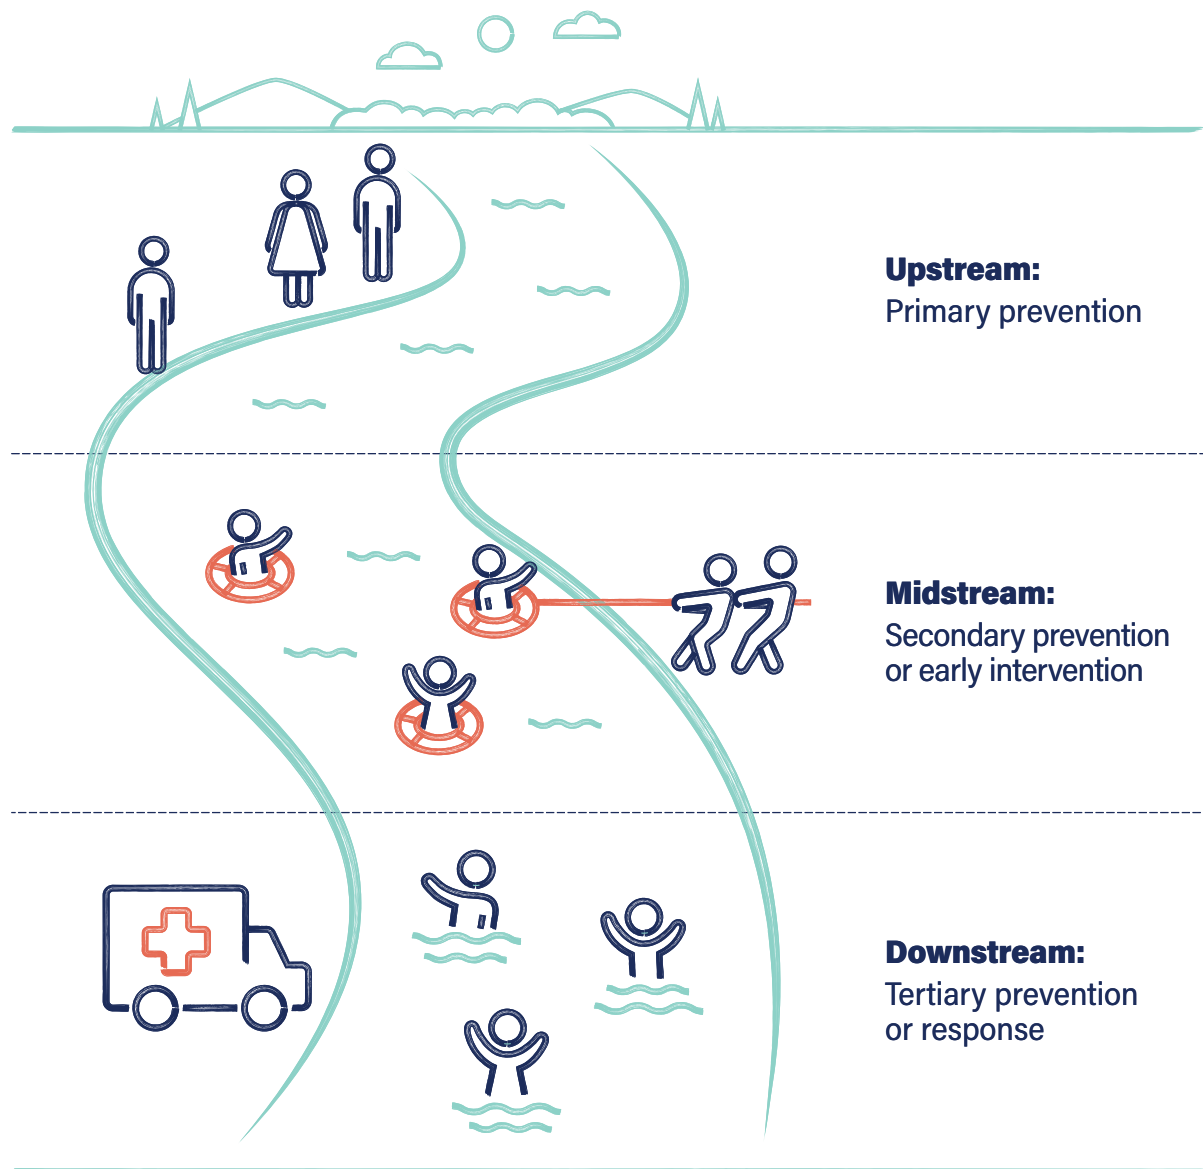 Upstream:
Primary prevention
Midstream:
Secondary prevention
or early intervention
Downstream:
Tertiary prevention
or response